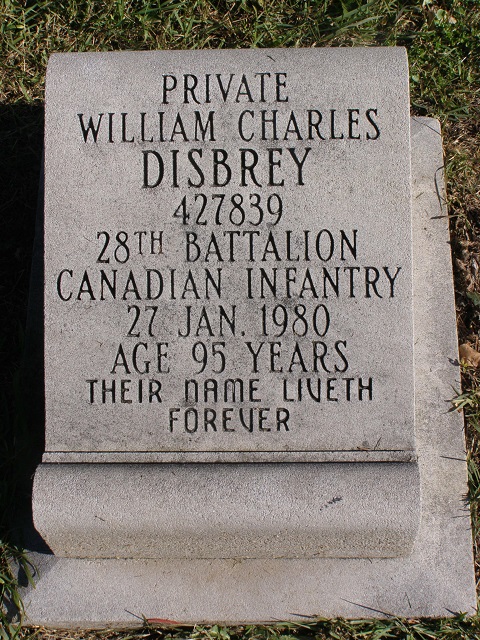 PRIVATE
WILLIAM CHARLES
DISBREY
427839
28TH BATTALION
CANADIAN INFANTRY
27 JAN. 1980
AGE 95 YEARS
THEIR NAME LIVETH
FOREVER